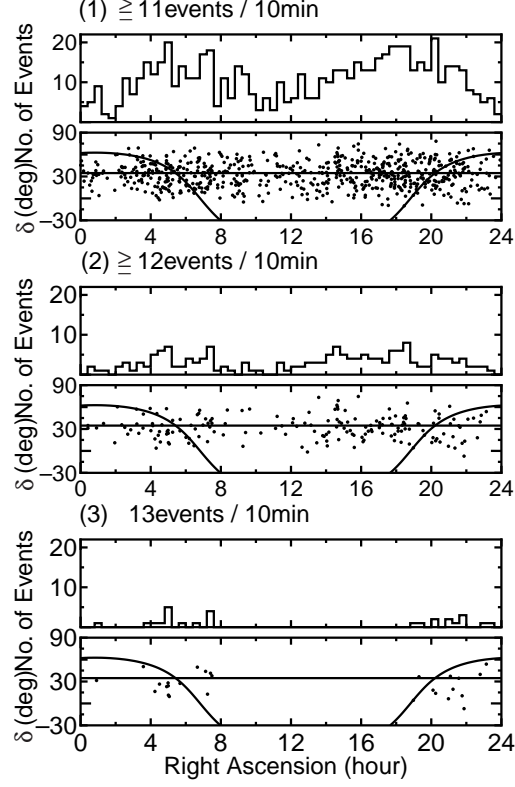 (1) ≧ 11events / 10min
No. of Events
20
10
δ (deg)
90
30
−30
0 4 8 12 16 20 24
(2) ≧ 12events / 10min
No. of Events
20
10
δ (deg)
90
30
−30
0 4 8 12 16 20 24
(3) 13events / 10min
No. of Events
20
10
δ (deg)
90
30
−30
0 4 8 12 16 20 24
Right Ascension (hour)